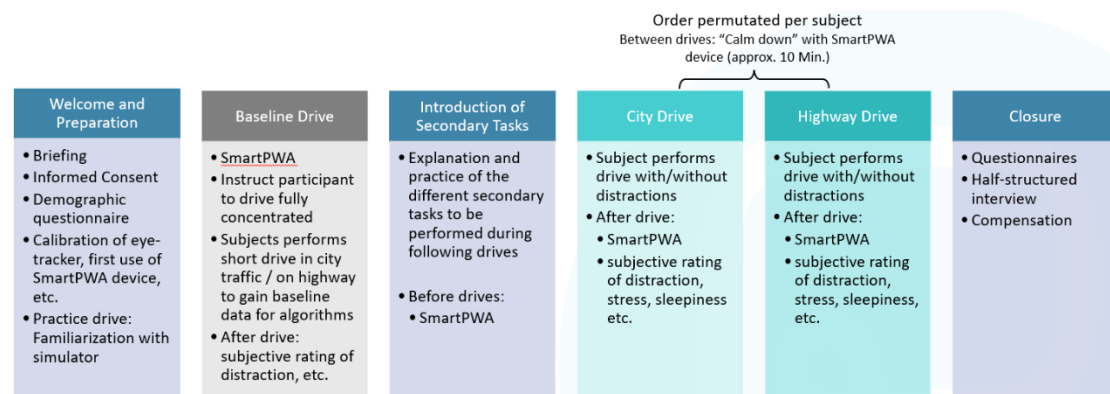 Order permutated per subject
Between drives: “Calm down” with SmartPWA
device (approx. 10 Min.)
Welcome and
Preparation
• Briefing
• Informed Consent
• Demographic
questionnaire
• Calibration of eye-
tracker, first use of
SmartPWA device,
etc.
• Practice drive:
Familiarization with
simulator
Baseline Drive
• SmartPWA
• Instruct participant
to drive fully
concentrated
• Subjects performs
short drive in city
traffic / on highway
to gain baseline
data for algorithms
• After drive:
subjective rating of
distraction, etc.
Introduction of
Secondary Tasks
• Explanation and
practice of the
different secondary
tasks to be
performed during
following drives
• Before drives:
• SmartPWA
City Drive
• Subject performs
drive with/without
distractions
• After drive:
• SmartPWA
• subjective rating
of distraction,
stress, sleepiness
etc.
Highway Drive
• Subject performs
drive with/without
distractions
• After drive:
• SmartPWA
• subjective rating
of distraction,
stress, sleepiness,
etc.
Closure
• Questionnaires
• Half-structured
interview
• Compensation